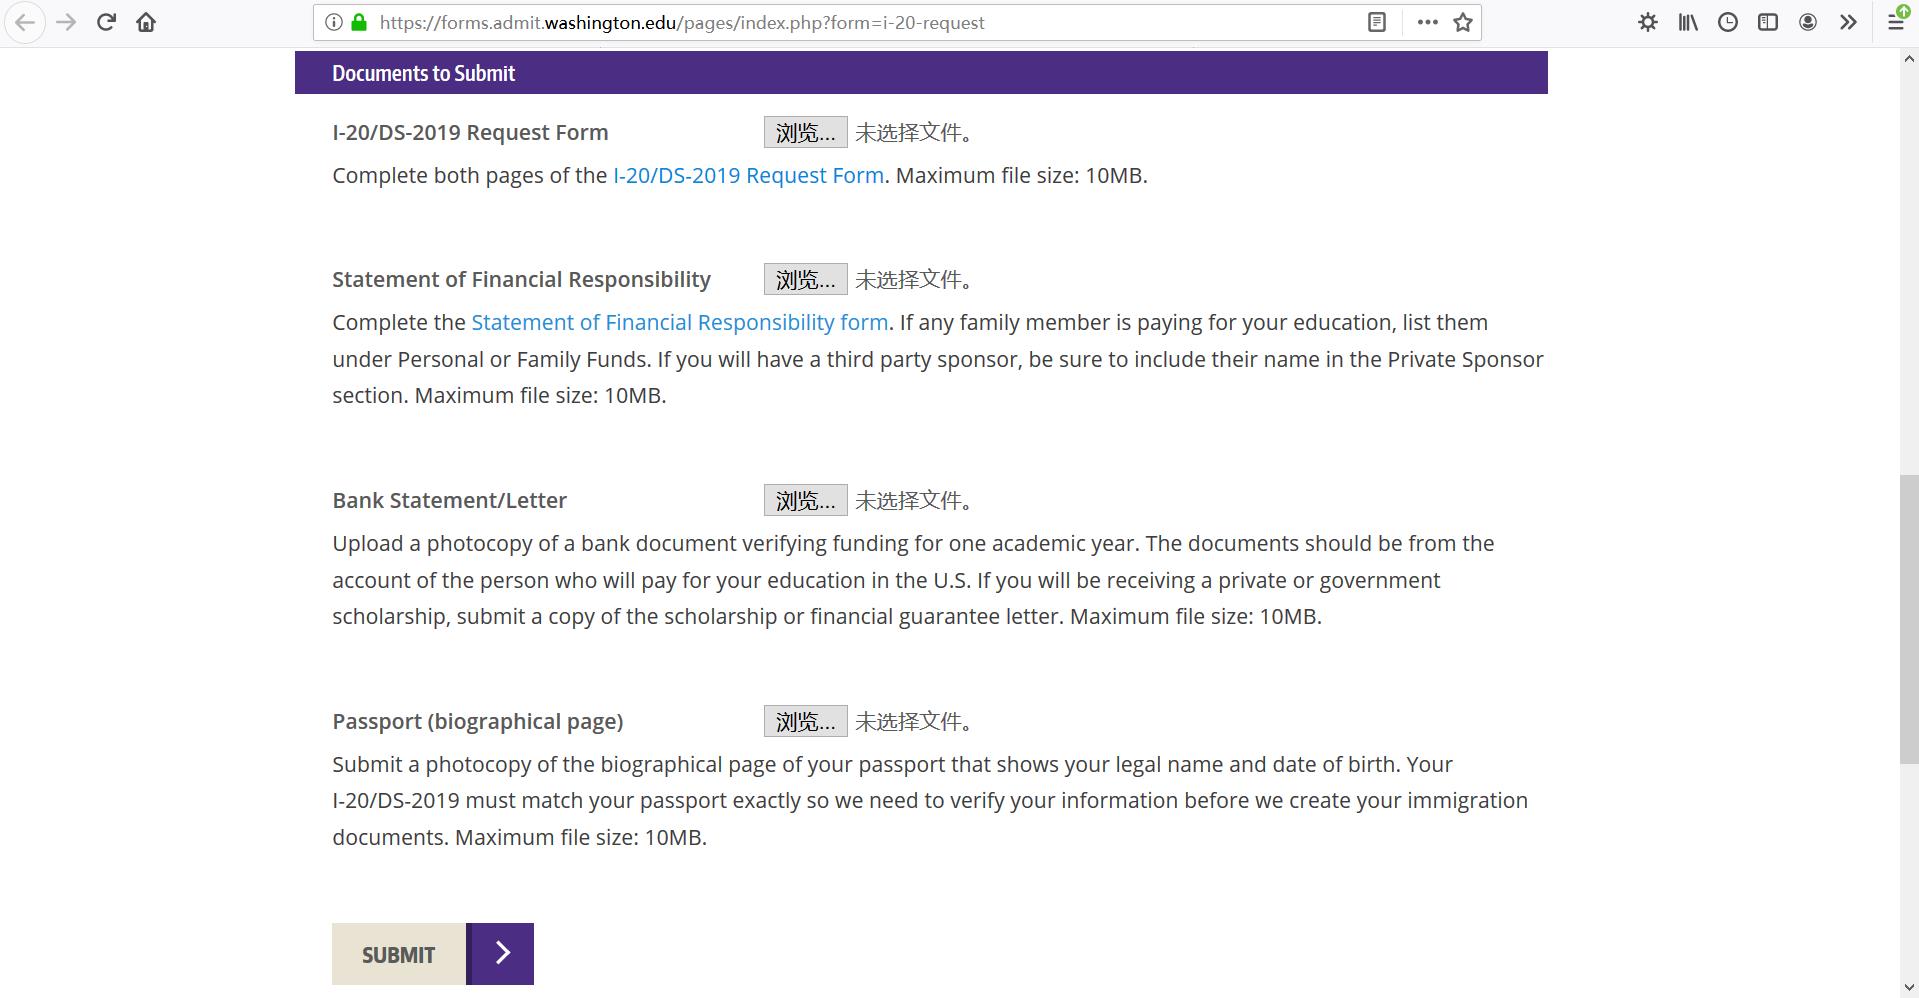 https://forms.admit.washington.edu/pages/index.php?form=i-20-request
Documents to Submit
I-20/DS-2019 Request Form 浏览... 未选择文件。
Complete both pages of the I-20/DS-2019 Request Form. Maximum file size: 10MB.
Statement of Financial Responsibility 浏览... 未选择文件。
Complete the Statement of Financial Responsibility form. If any family member is paying for your education, list them
under Personal or Family Funds. If you will have a third party sponsor, be sure to include their name in the Private Sponsor
section. Maximum file size: 10MB.
Bank Statement/Letter 浏览... 未选择文件。
Upload a photocopy of a bank document verifying funding for one academic year. The documents should be from the
account of the person who will pay for your education in the U.S. If you will be receiving a private or government
scholarship, submit a copy of the scholarship or financial guarantee letter. Maximum file size: 10MB.
Passport (biographical page) 浏览... 未选择文件。
Submit a photocopy of the biographical page of your passport that shows your legal name and date of birth. Your
I-20/DS-2019 must match your passport exactly so we need to verify your information before we create your immigration
documents. Maximum file size: 10MB.
SUBMIT